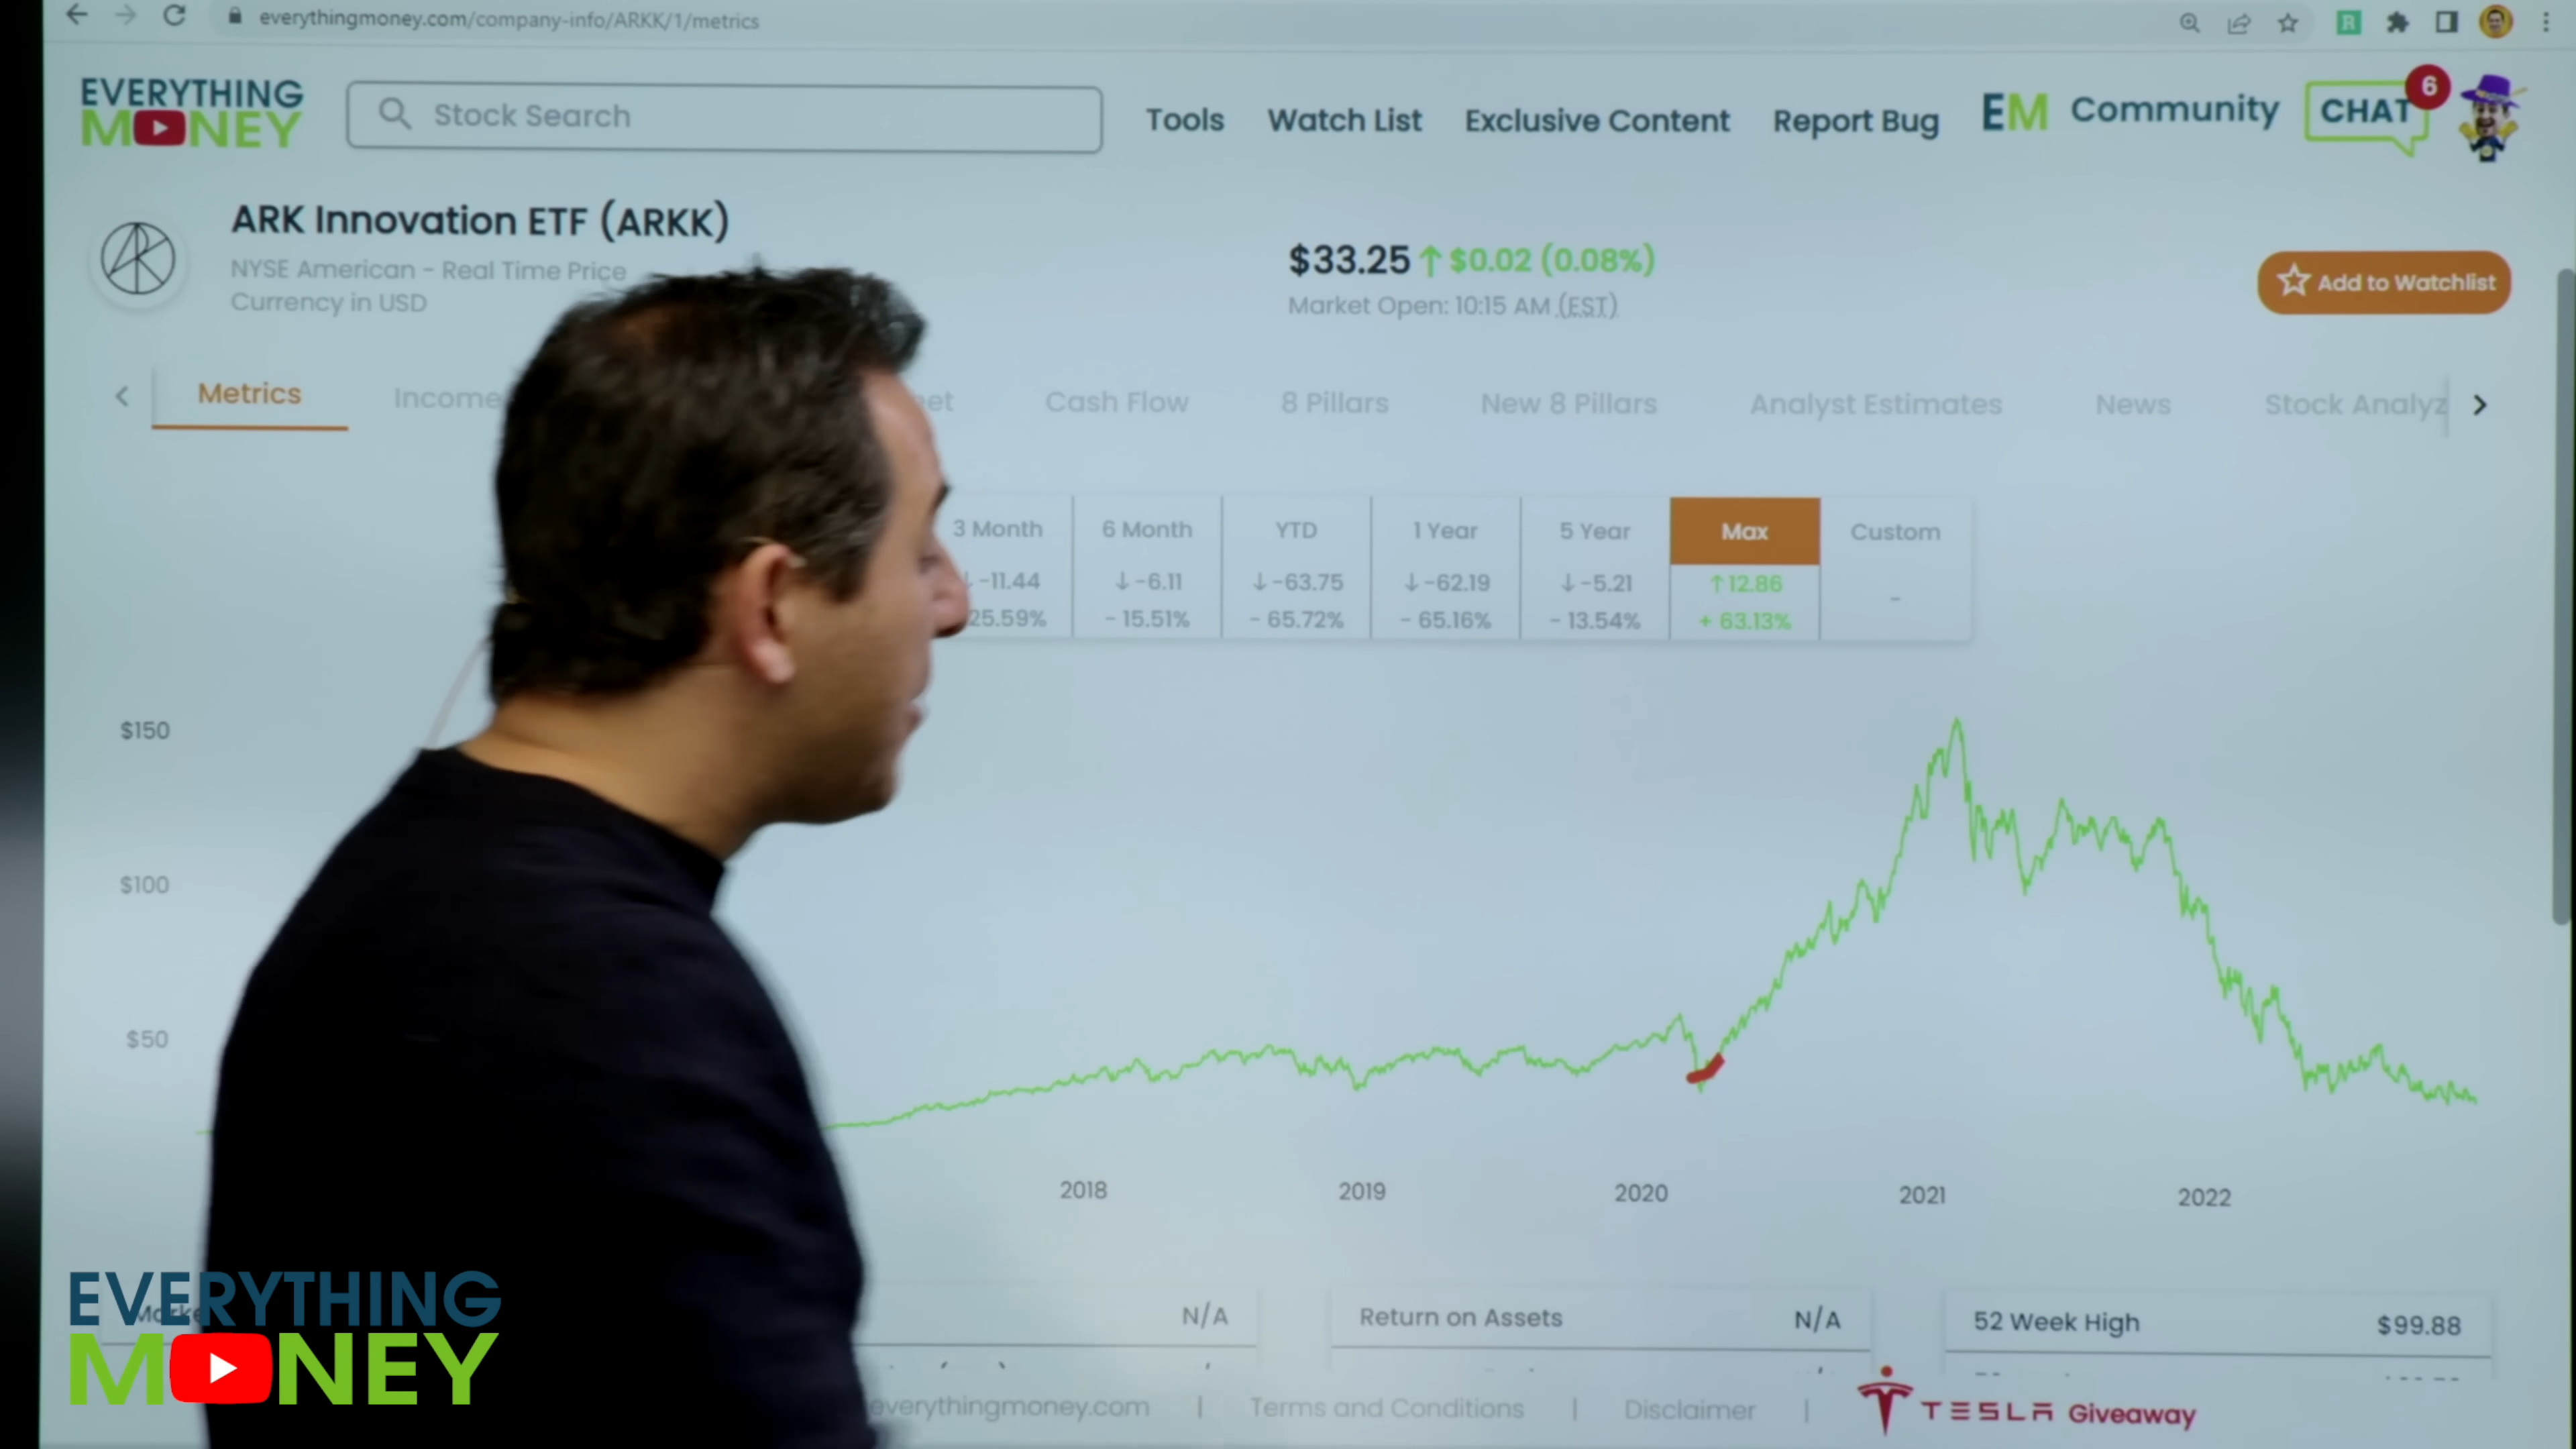 everythingmoney.com/company-info/ARKK/1/metrics
EVERYTHING
MONEY
Stock Search
Tools
Watch List
Exclusive Content
Report Bug
EM Community
CHAT
6
ARK Innovation ETF (ARKK)
NYSE American - Real Time Price
Currency in USD
$33.25 ↑ $0.02 (0.08%)
Market Open: 10:15 AM (EST)
☆ Add to Watchlist
< Metrics
Income
Cash Flow
8 Pillars
New 8 Pillars
Analyst Estimates
News
Stock Analyz >
3 Month 6 Month YTD 1 Year 5 Year Max Custom
↓ -11.44 ↓ -6.11 ↓ -63.75 ↓ -62.19 ↓ -5.21 ↑ 12.86 -
25.59% - 15.51% - 65.72% - 65.16% - 13.54% + 63.13%
$150
$100
$50
2018 2019 2020 2021 2022
N/A
Return on Assets N/A
52 Week High $99.88
everythingmoney.com | Terms and Conditions | Disclaimer |
TESLA Giveaway
EVERYTHING
MONEY